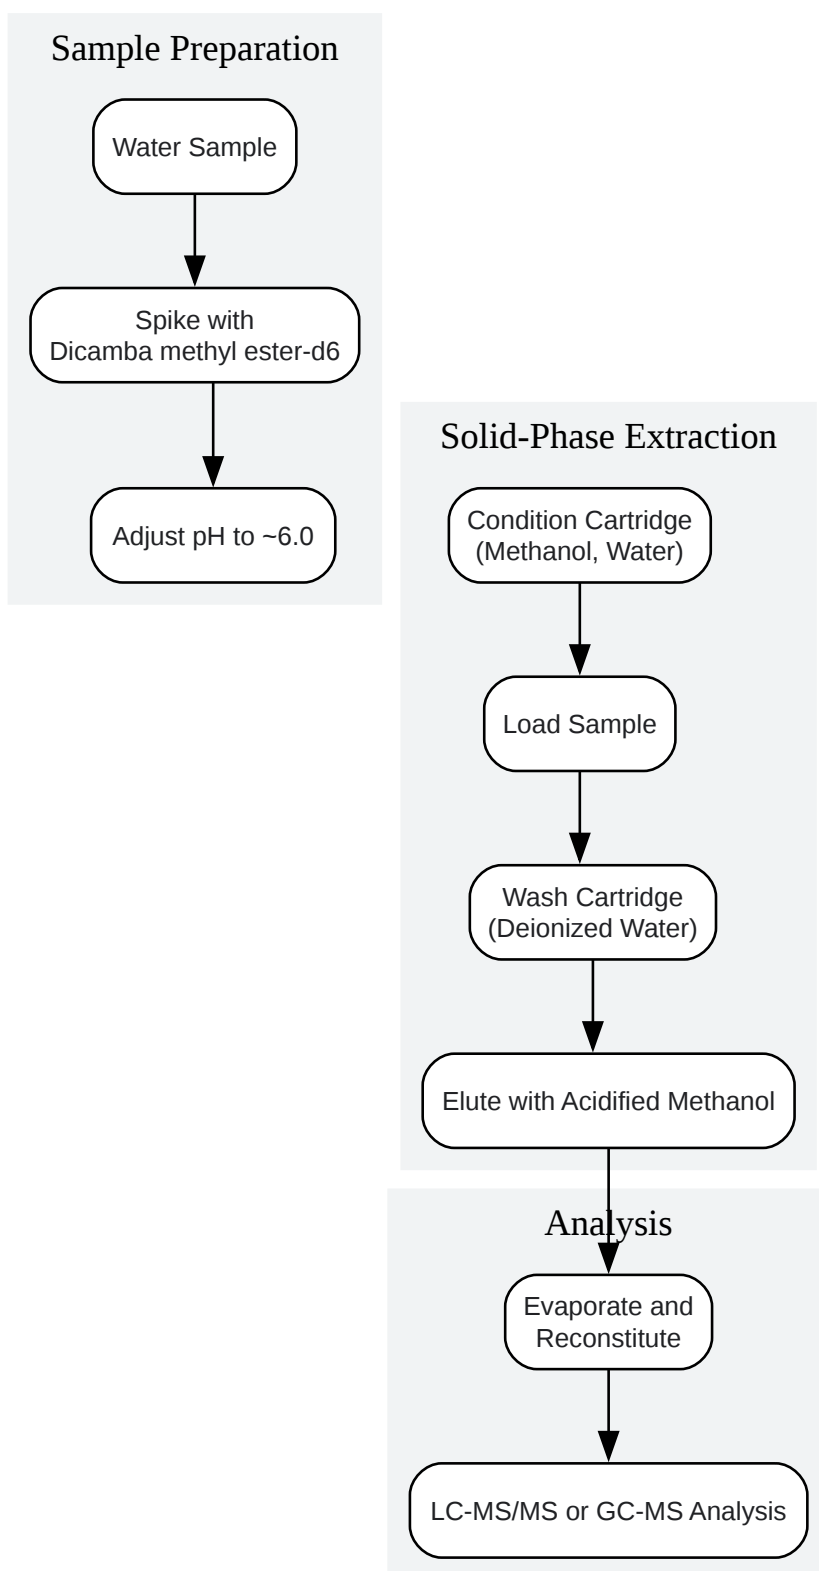 Sample Preparation
Water Sample
Spike with
Dicamba methyl ester-d6
Adjust pH to ~6.0
Solid-Phase Extraction
Condition Cartridge
(Methanol, Water)
Load Sample
Wash Cartridge
(Deionized Water)
Elute with Acidified Methanol
Analysis
Evaporate and
Reconstitute
LC-MS/MS or GC-MS Analysis